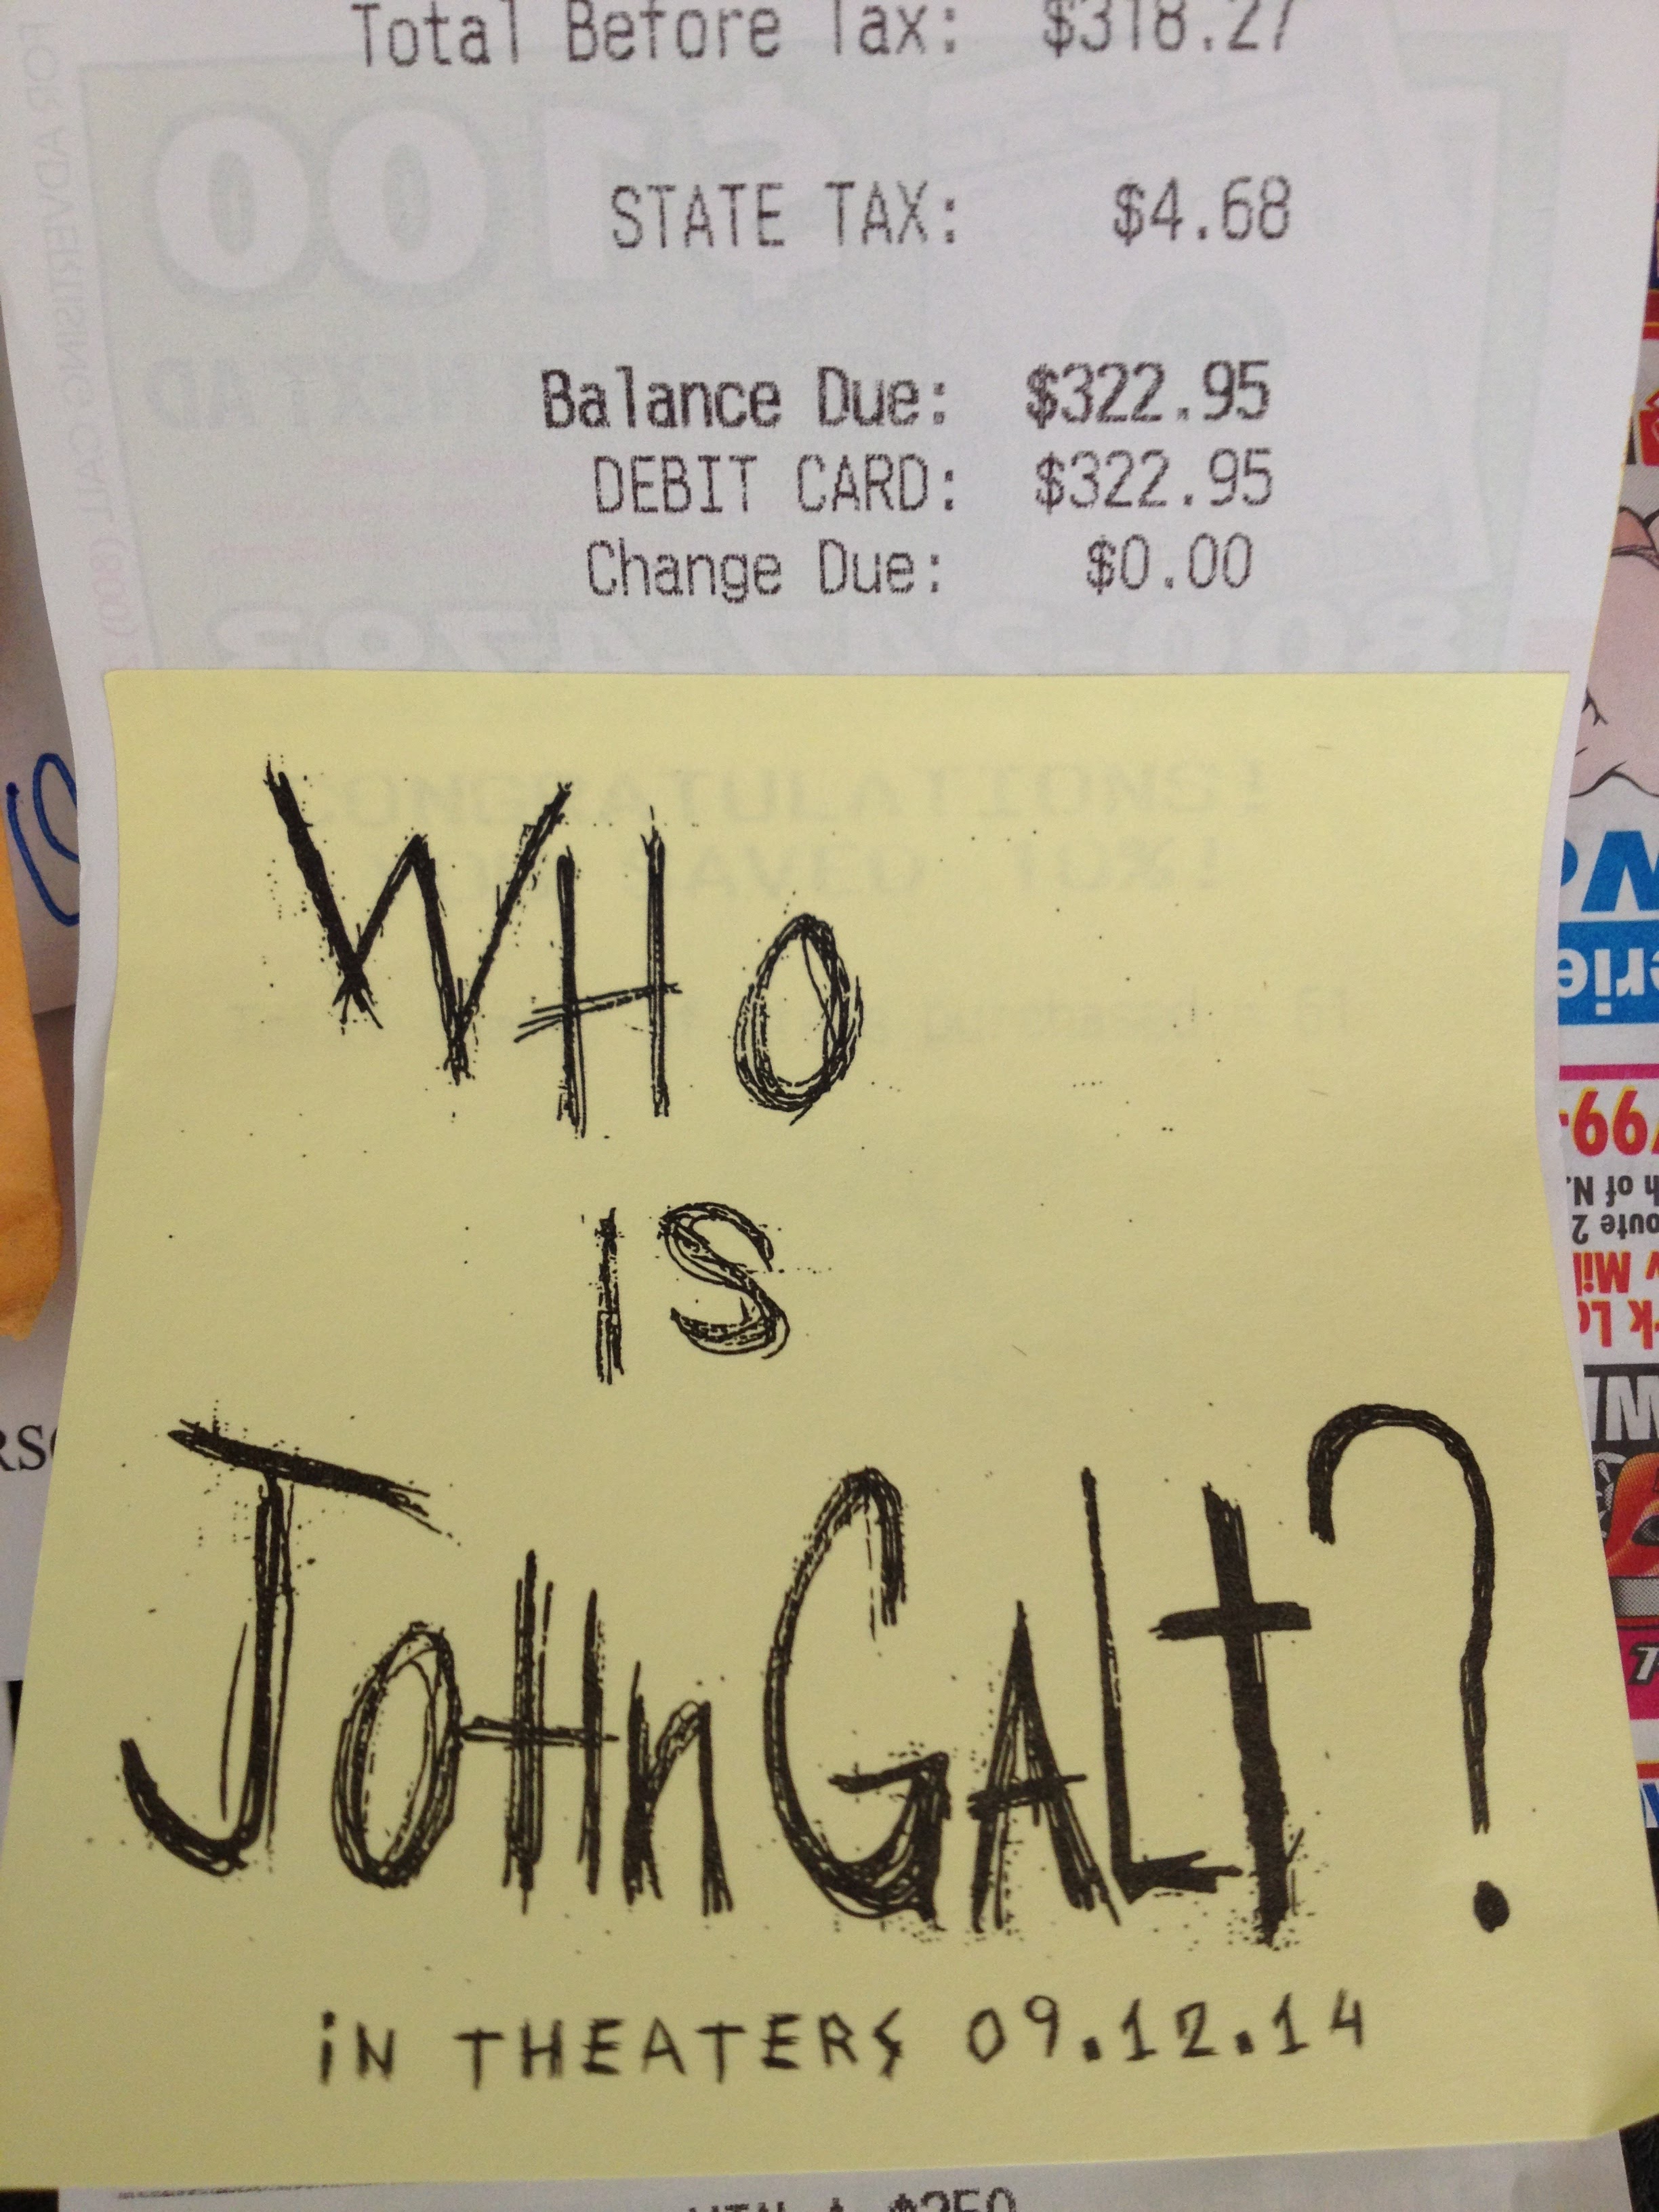 Total Before Tax: $318.27
STATE TAX: $4.68
Balance Due: $322.95
DEBIT CARD: $322.95
Change Due: $0.00
WHO
IS
JOHn GALt?
iN THEATERS 09.12.14